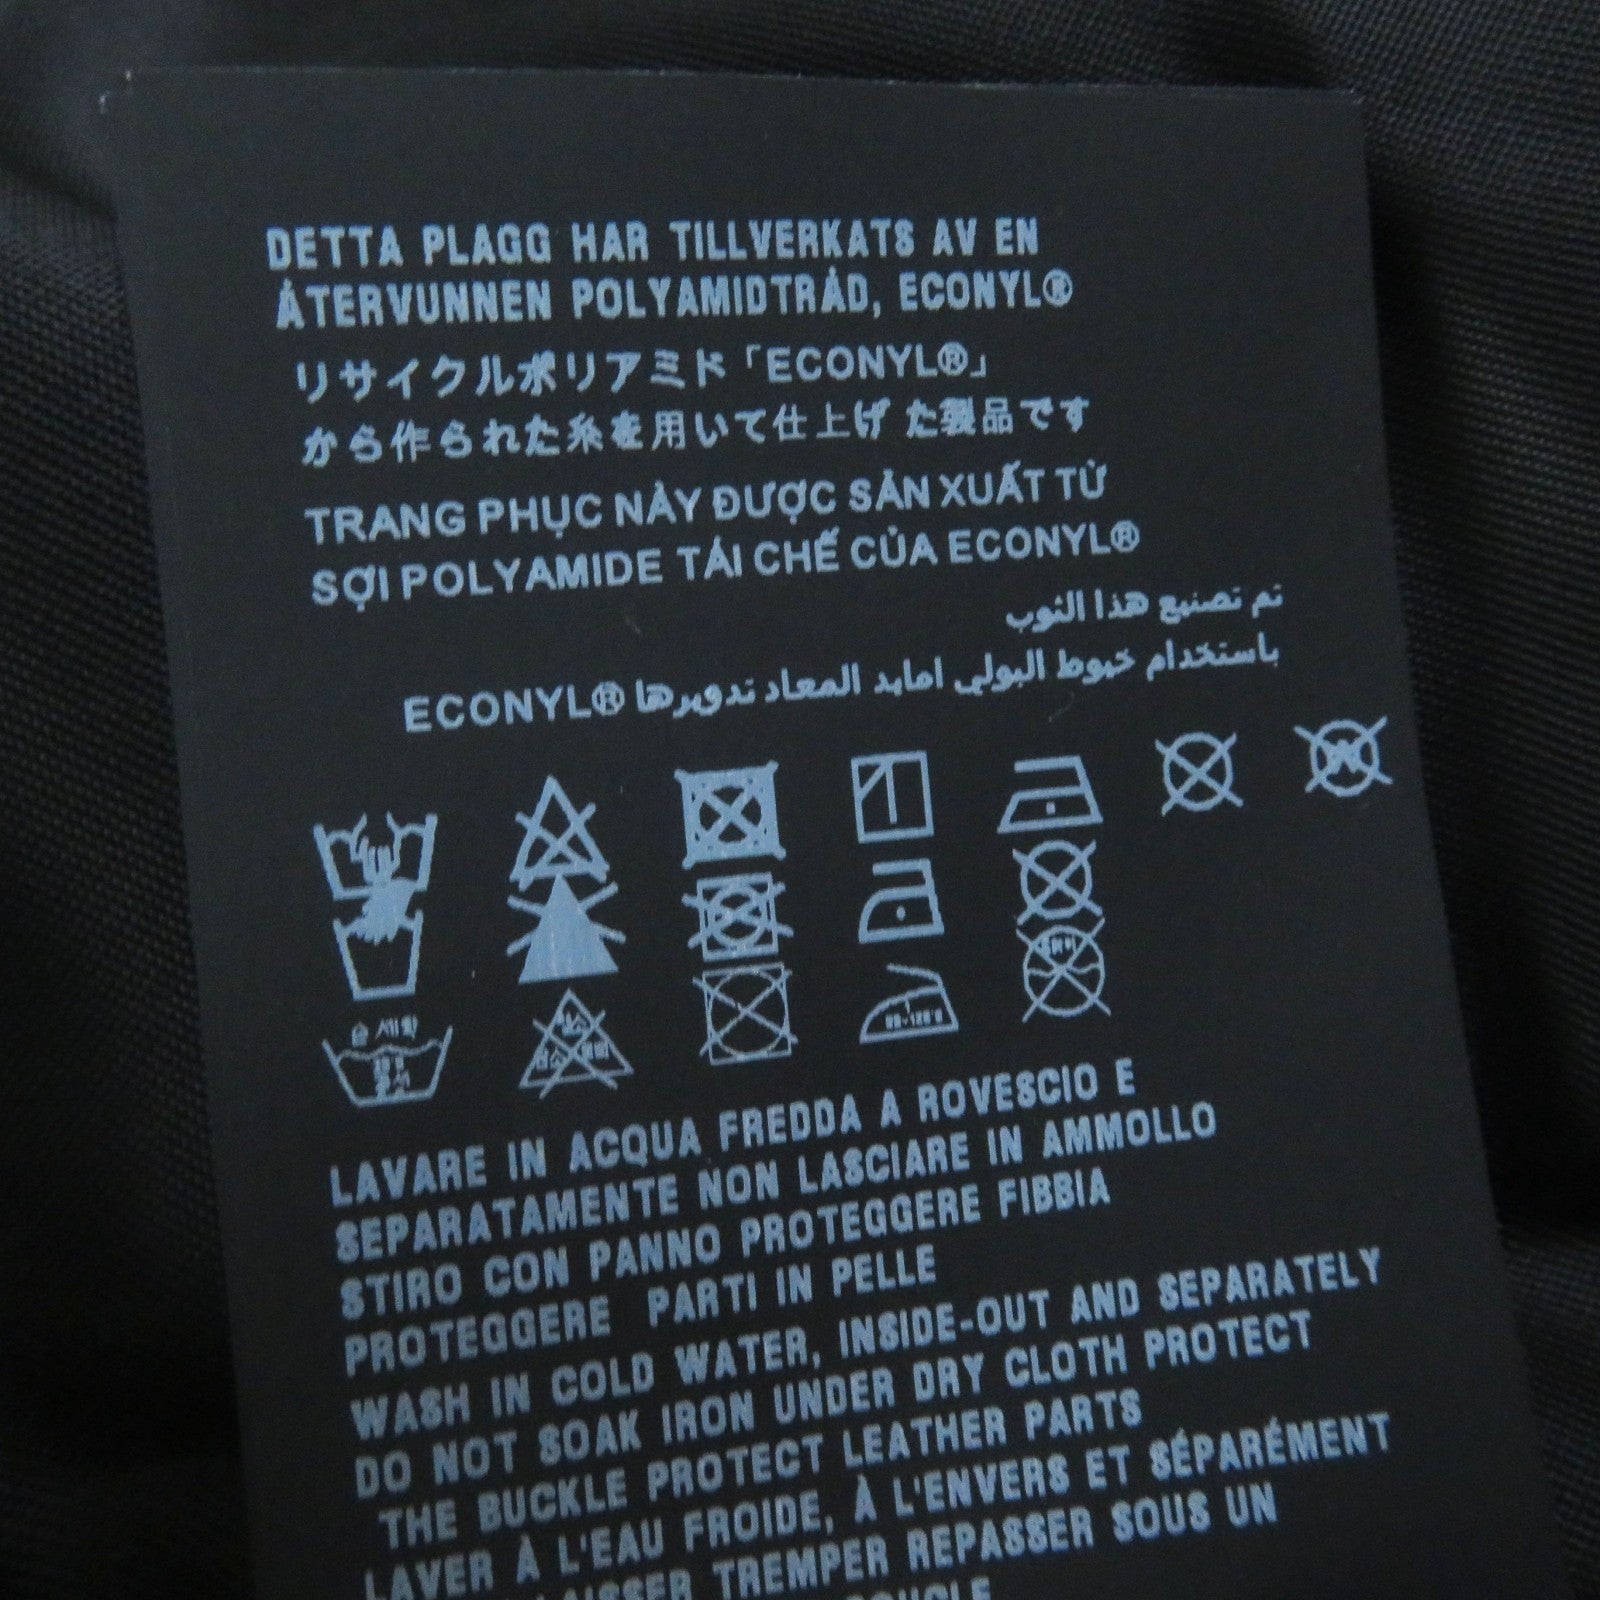 DETTA PLAGG HAR TILLVERKATS AV EN
ÅTERVUNNEN POLYAMIDTRÅD, ECONYL®
リサイクルポリアミド「ECONYL®」
から作られた糸を用いて仕上げ た製品です
TRANG PHỤC NÀY ĐƯỢC SẢN XUẤT TỪ
SỢI POLYAMIDE TÁI CHẾ CỦA ECONYL®
تم تصنيع هذا الثوب
باستخدام خيوط البولي امايد المعاد تدويرها ECONYL®
W
손세탁
LAVARE IN ACQUA FREDDA A ROVESCIO E
SEPARATAMENTE NON LASCIARE IN AMMOLLO
STIRO CON PANNO PROTEGGERE FIBBIA
PROTEGGERE PARTI IN PELLE
WASH IN COLD WATER, INSIDE-OUT AND SEPARATELY
DO NOT SOAK IRON UNDER DRY CLOTH PROTECT
THE BUCKLE PROTECT LEATHER PARTS
LAVER À L'EAU FROIDE, À L'ENVERS ET SÉPARÉMENT
LAISSER TREMPER REPASSER SOUS UN